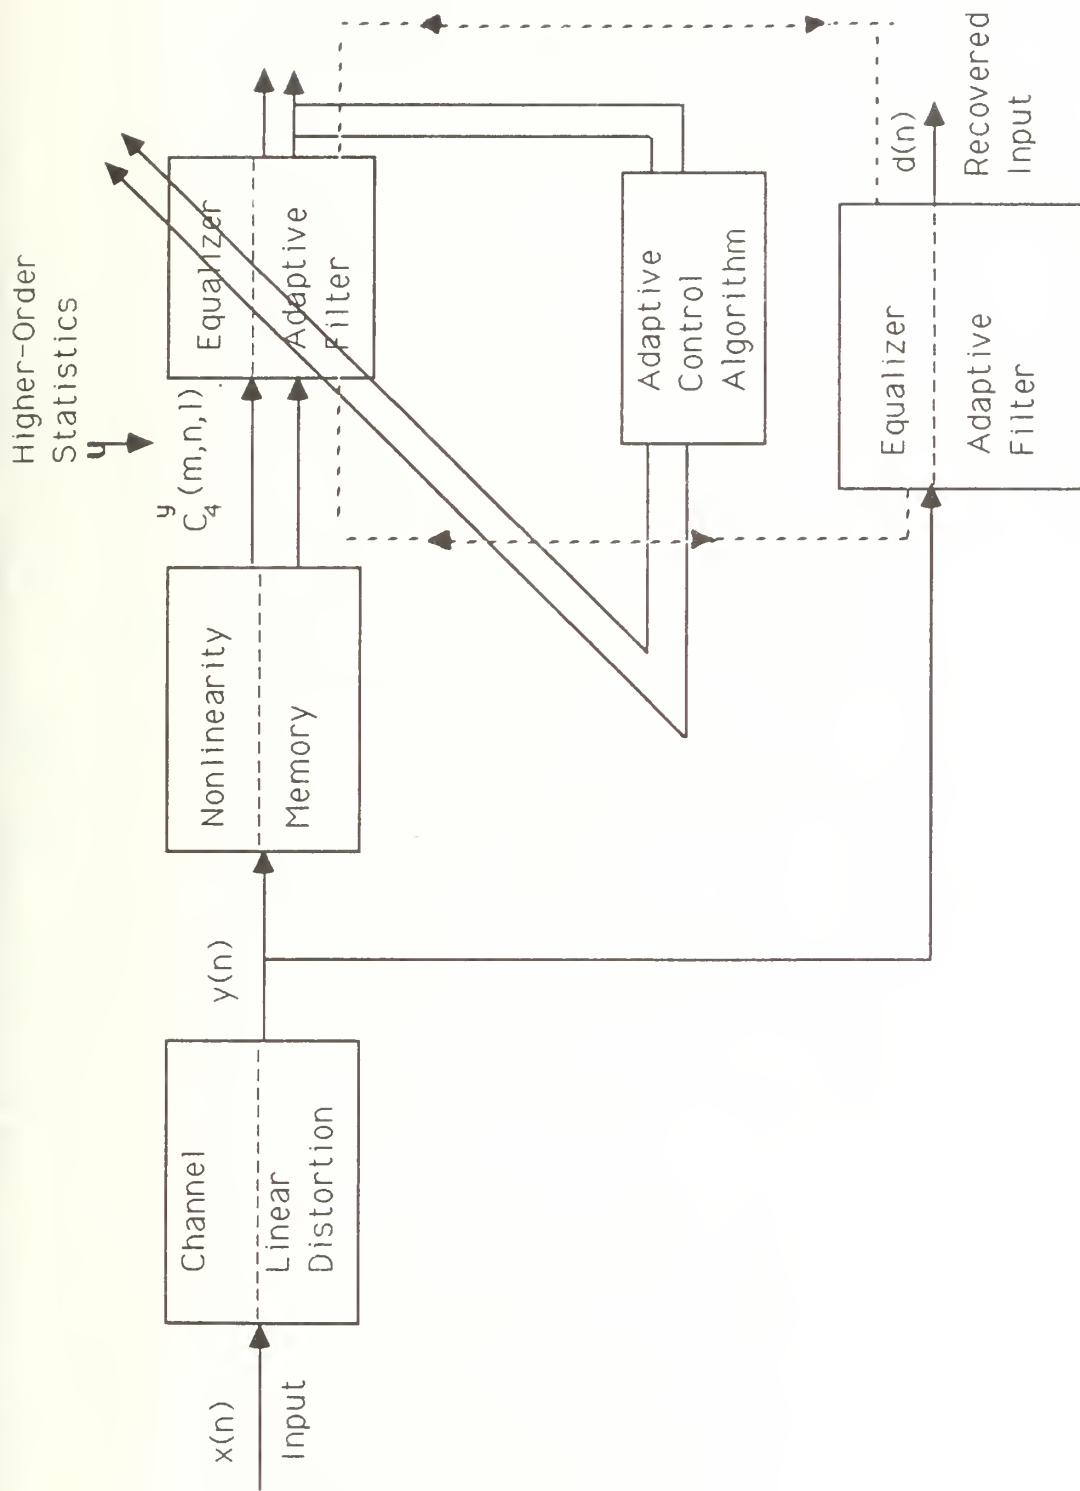 x(n)
Input
Channel
Linear
Distortion
y(n)
Nonlinearity
Memory
Higher-Order
Statistics
y
C4 (m,n,l)
Equalizer
Adaptive
Filter
Adaptive
Control
Algorithm
Equalizer
Adaptive
Filter
d(n)
Recovered
Input